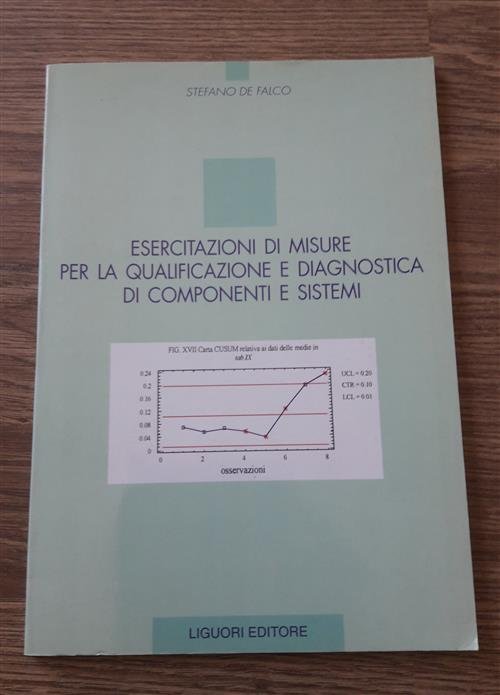 STEFANO DE FALCO
ESERCITAZIONI DI MISURE
PER LA QUALIFICAZIONE E DIAGNOSTICA
DI COMPONENTI E SISTEMI
FIG. XVII Carta CUSUM relativa ai dati delle medie in
tab.IX
UCL = 0.20
CTR = 0.10
LCL = 0.01
0.24
0.2
0.16
0.12
0.08
0.04
0
0 2 4 6 8
osservazioni
LIGUORI EDITORE